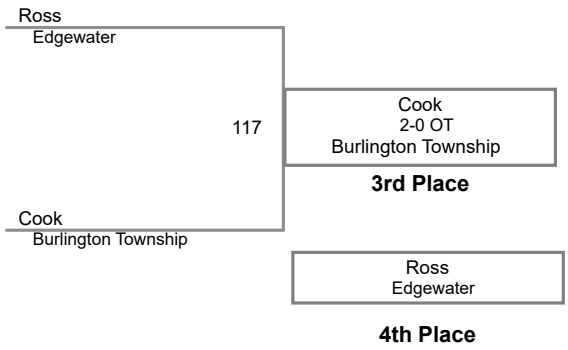 Ross
Edgewater
117
Cook
2-0 OT
Burlington Township
3rd Place
Cook
Burlington Township
Ross
Edgewater
4th Place